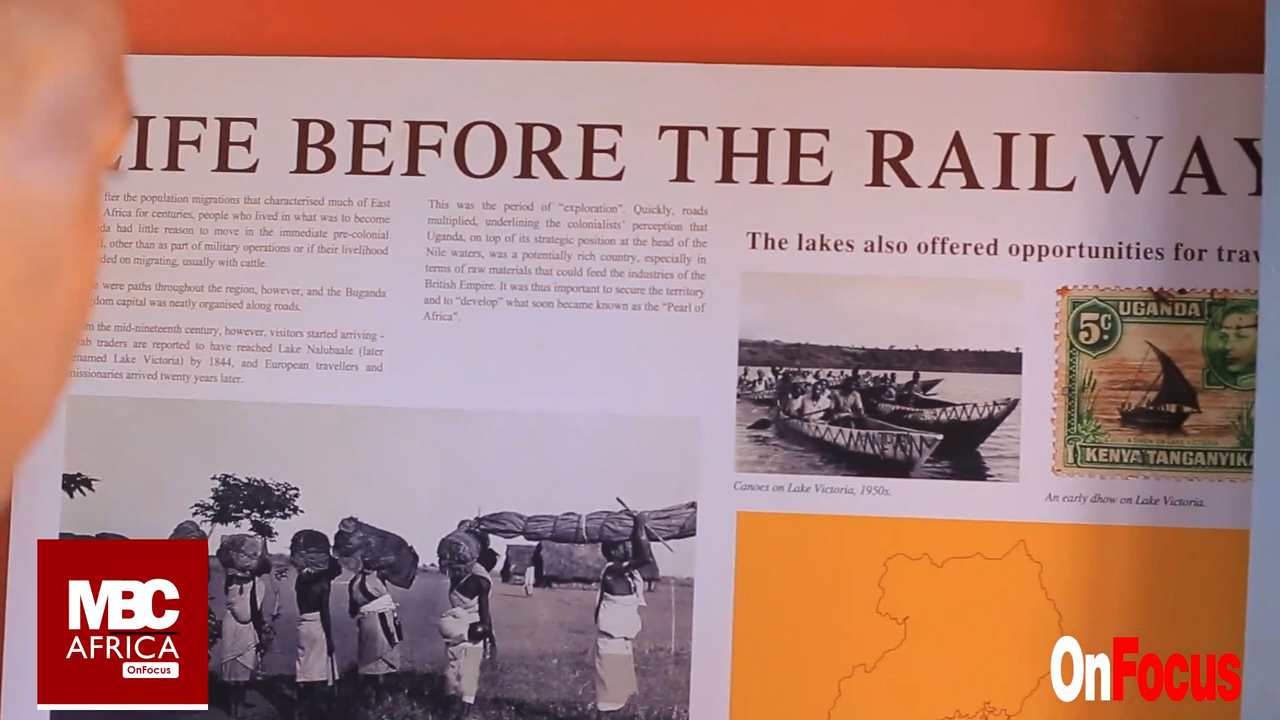 LIFE BEFORE THE RAILWAY
fter the population migrations that characterised much of East
Africa for centuries, people who lived in what was to become
da had little reason to move in the immediate pre-colonial
, other than as part of military operations or if their livelihood
ded on migrating, usually with cattle.
were paths throughout the region, however, and the Buganda
dom capital was neatly organised along roads.
m the mid-nineteenth century, however, visitors started arriving -
ab traders are reported to have reached Lake Nalubaale (later
enamed Lake Victoria) by 1844, and European travellers and
missionaries arrived twenty years later.
This was the period of "exploration". Quickly, roads
multiplied, underlining the colonialists' perception that
Uganda, on top of its strategic position at the head of the
Nile waters, was a potentially rich country, especially in
terms of raw materials that could feed the industries of the
British Empire. It was thus important to secure the territory
and to "develop" what soon became known as the "Pearl of
Africa".
The lakes also offered opportunities for trav
UGANDA
5c
A DHOW ON LAKE VICTORIA
KENYA TANGANYIKA
Canoes on Lake Victoria, 1950s.
An early dhow on Lake Victoria.
MBC
AFRICA
OnFocus
OnFocus